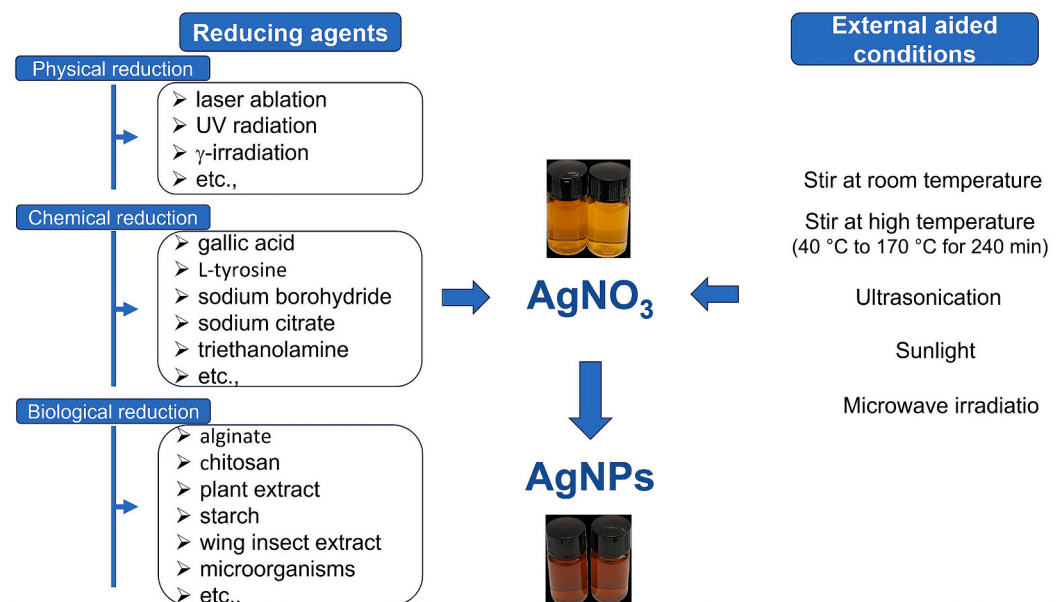 Reducing agents
Physical reduction
➢ laser ablation
➢ UV radiation
➢ γ-irradiation
➢ etc.,
Chemical reduction
➢ gallic acid
➢ L-tyrosine
➢ sodium borohydride
➢ sodium citrate
➢ triethanolamine
➢ etc.,
Biological reduction
➢ alginate
➢ chitosan
➢ plant extract
➢ starch
➢ wing insect extract
➢ microorganisms
➢ etc.,
AgNO₃
AgNPs
External aided
conditions
Stir at room temperature
Stir at high temperature
(40 °C to 170 °C for 240 min)
Ultrasonication
Sunlight
Microwave irradiatio